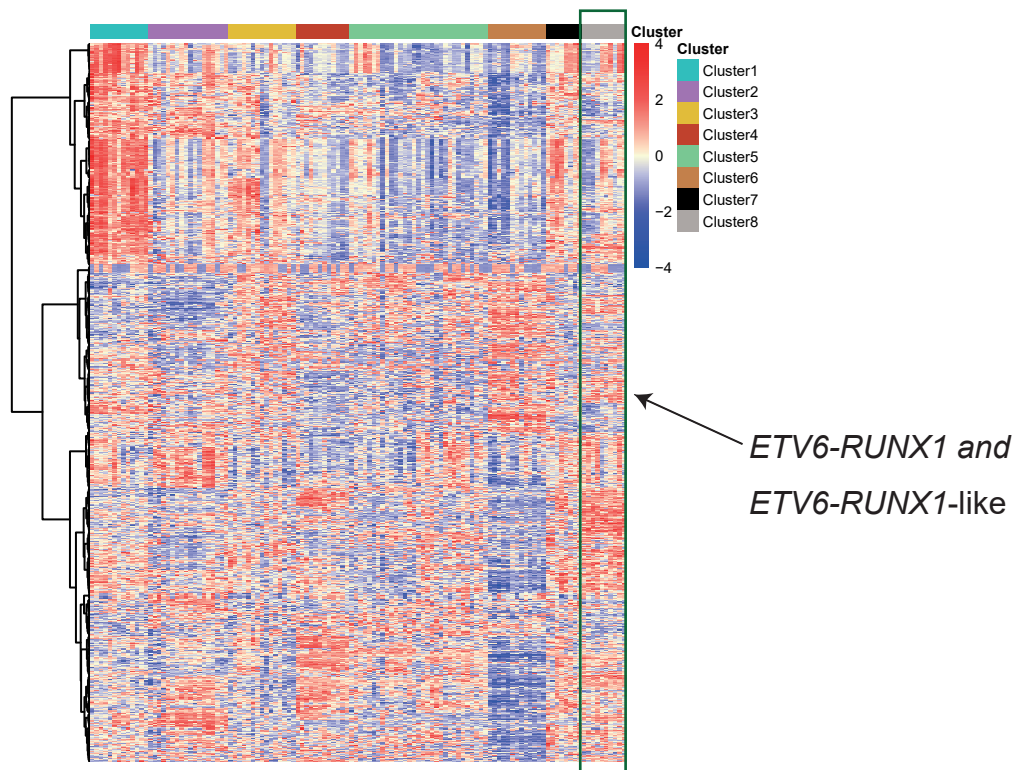 Cluster
4
2
0
−2
−4
Cluster
Cluster1
Cluster2
Cluster3
Cluster4
Cluster5
Cluster6
Cluster7
Cluster8
ETV6-RUNX1 and
ETV6-RUNX1-like